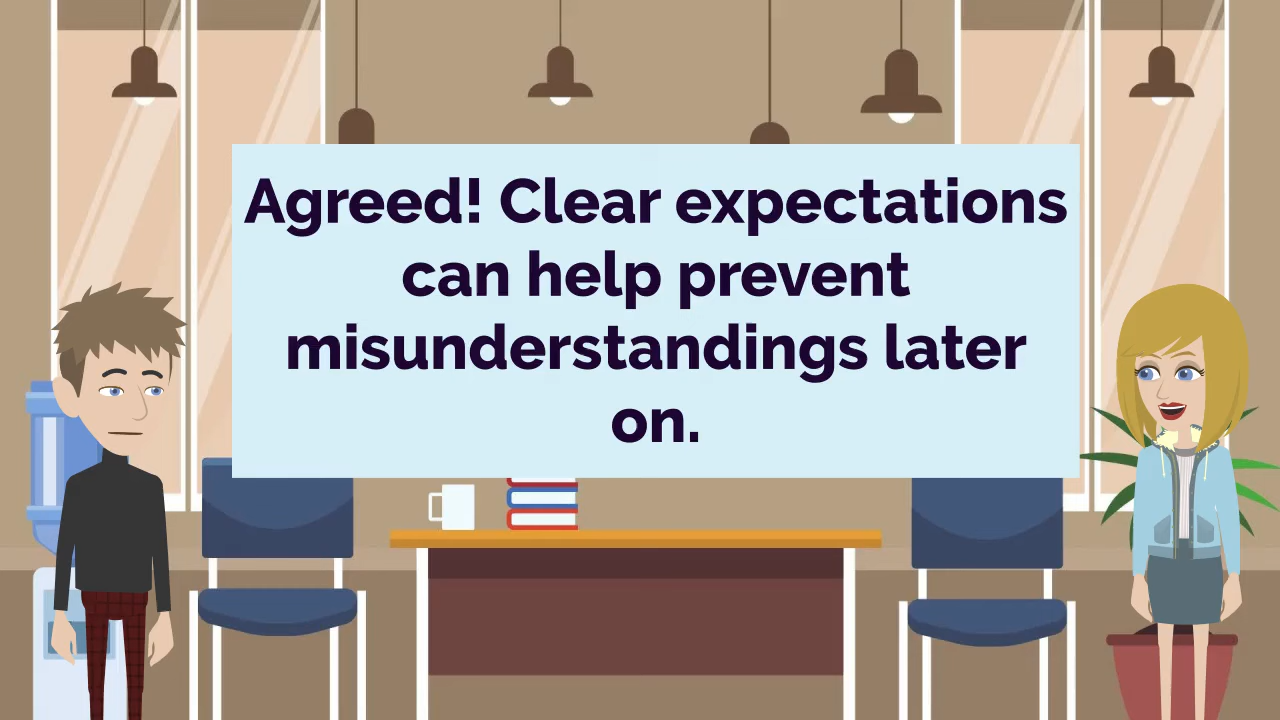 Agreed! Clear expectations
can help prevent
misunderstandings later
on.